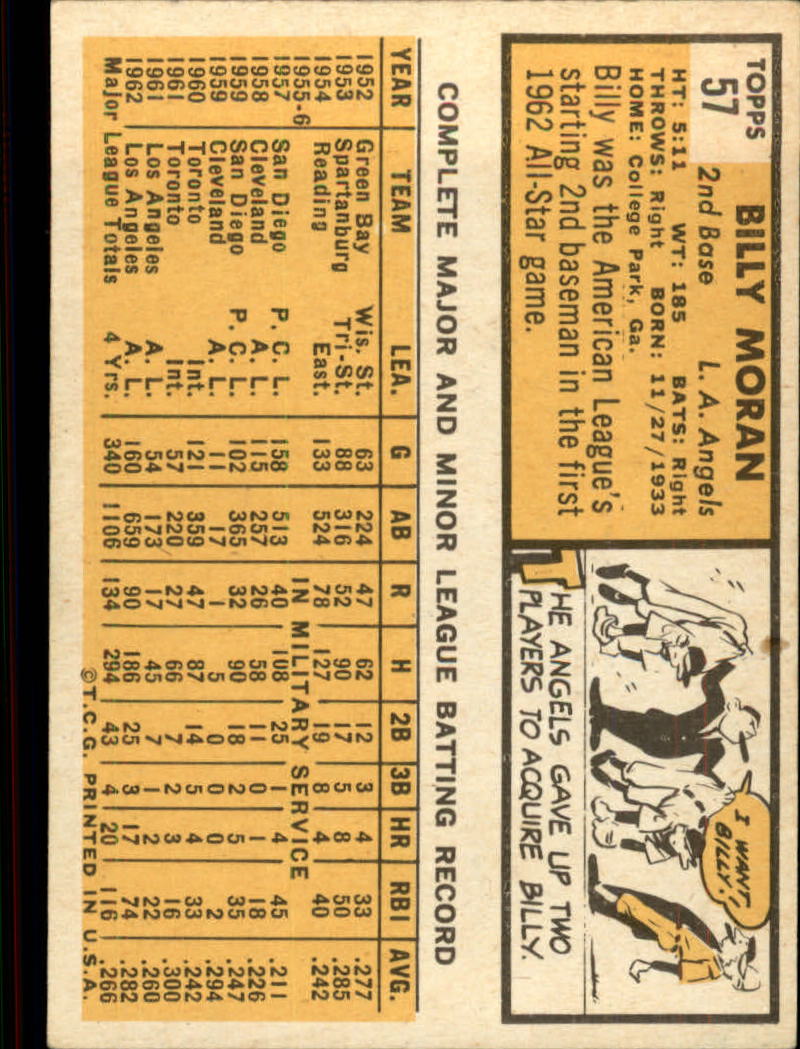 TOPPS
57
BILLY MORAN
2nd Base L. A. Angels
HT: 5:11 WT: 185 BATS: Right
THROWS: Right BORN: 11/27/1933
HOME: College Park, Ga.
Billy was the American League's
starting 2nd baseman in the first
1962 All-Star game.
I WANT
BILLY!!
THE ANGELS GAVE UP TWO
PLAYERS TO ACQUIRE BILLY.
COMPLETE MAJOR AND MINOR LEAGUE BATTING RECORD
YEAR TEAM LEA. G AB R H 2B 3B HR RBI AVG.
1952 Green Bay Wis. St. 63 224 47 62 12 3 4 33 .277
1953 Spartanburg Tri-St. 88 316 52 90 17 5 8 50 .285
1954 Reading East. 133 524 78 127 19 8 4 40 .242
1955-6 IN MILITARY SERVICE
1957 San Diego P. C. L. 158 513 40 108 25 1 4 45 .211
1958 Cleveland A. L. 115 257 26 58 11 0 1 18 .226
1959 San Diego P. C. L. 102 365 32 90 18 2 5 35 .247
1959 Cleveland A. L. 11 17 1 5 0 0 0 2 .294
1960 Toronto Int. 121 359 47 87 14 5 4 33 .242
1961 Toronto Int. 57 220 27 66 7 2 3 16 .300
1961 Los Angeles A. L. 54 173 17 45 7 1 2 22 .260
1962 Los Angeles A. L. 160 659 90 186 25 3 17 74 .282
Major League Totals 4 Yrs. 340 1106 134 294 43 4 20 116 .266
©T.C.G. PRINTED IN U.S.A.